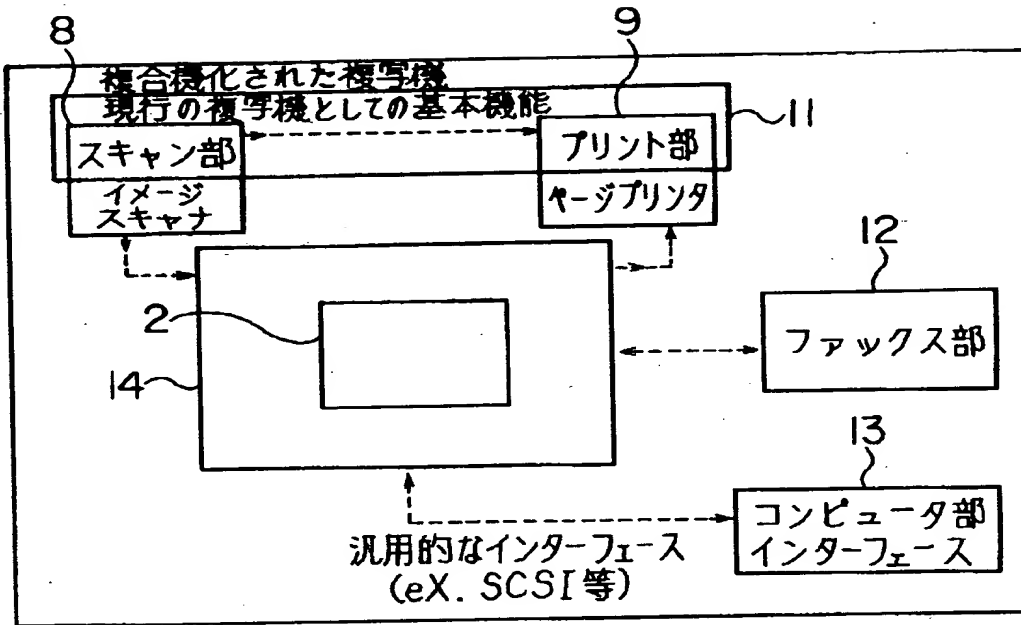 8
9
複合機化された複写機
現行の複写機としての基本機能
11
スキャン部
プリント部
イメージ
スキャナ
ページプリンタ
12
2
ファックス部
14
13
コンピュータ部
インターフェース
汎用的なインターフェース
(eX. SCSI 等)